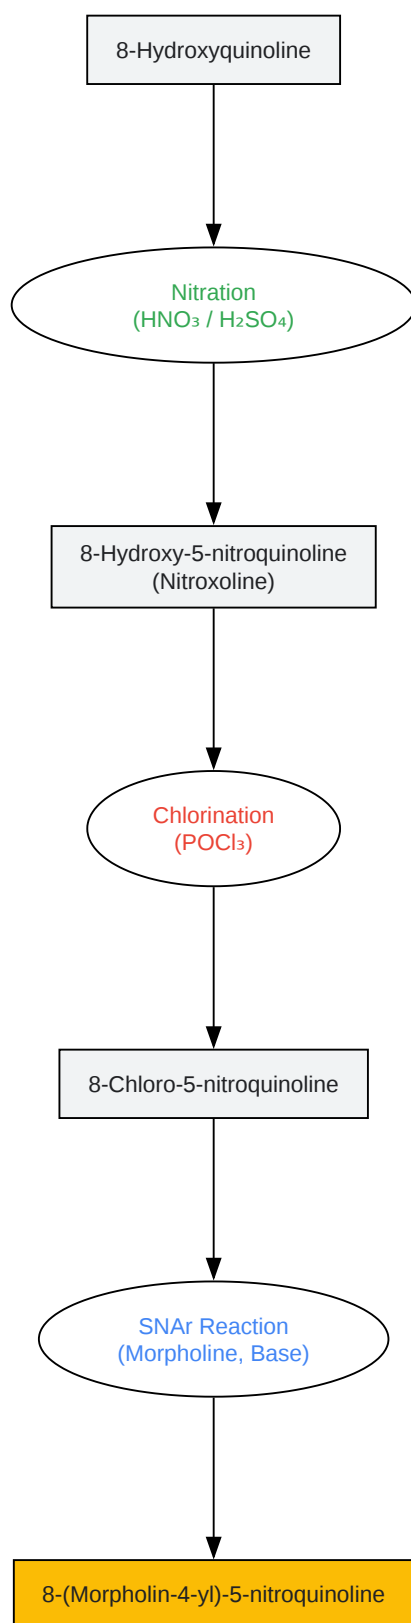 8-Hydroxyquinoline
Nitration
(HNO₃ / H₂SO₄)
8-Hydroxy-5-nitroquinoline
(Nitroxoline)
Chlorination
(POCl₃)
8-Chloro-5-nitroquinoline
SNAr Reaction
(Morpholine, Base)
8-(Morpholin-4-yl)-5-nitroquinoline